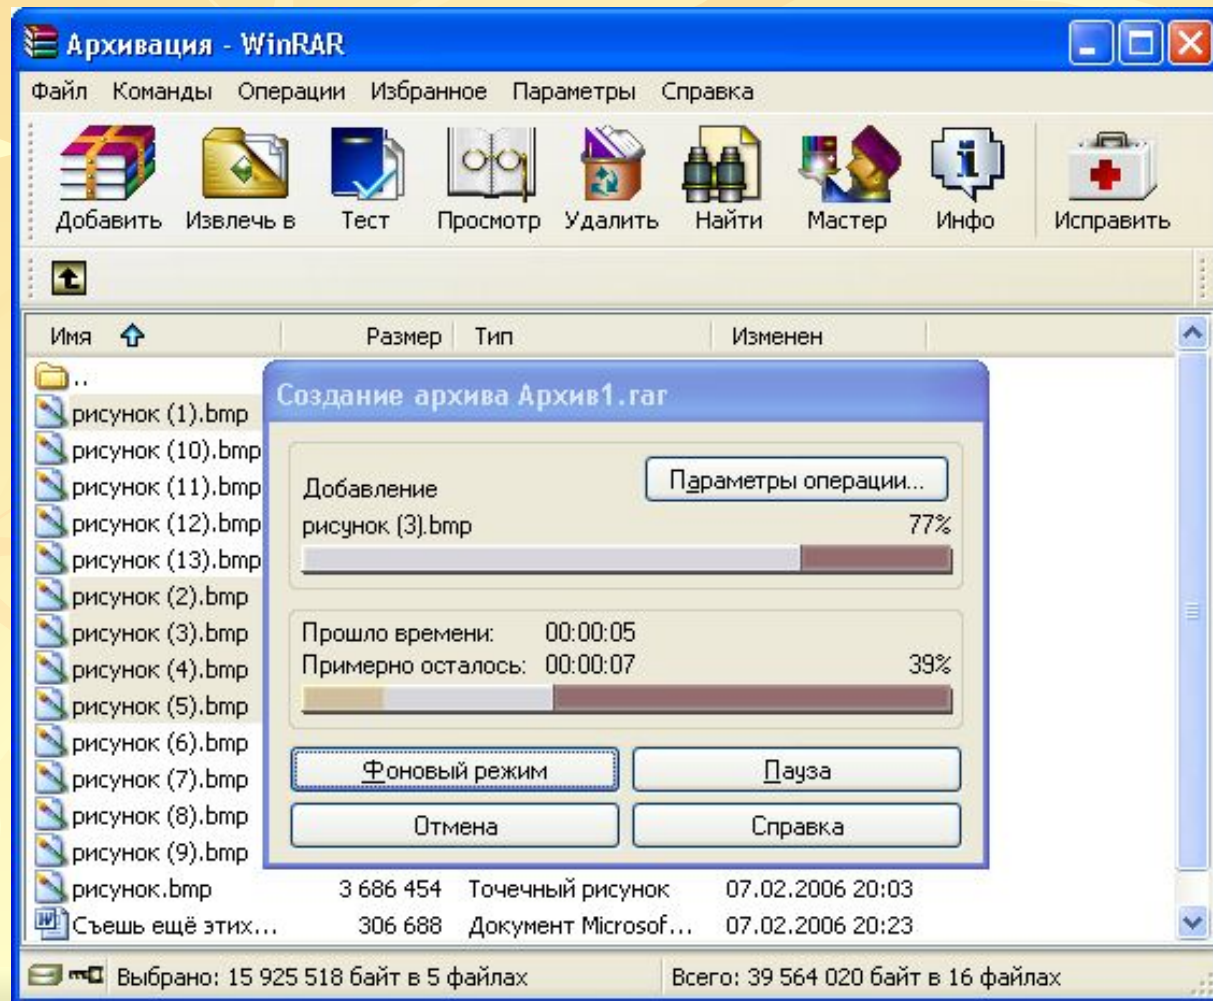 Архивация - WinRAR
Файл Команды Операции Избранное Параметры Справка
Добавить Извлечь в Тест Просмотр Удалить Найти Мастер Инфо Исправить
Имя Размер Тип Изменен
..
рисунок (1).bmp
рисунок (10).bmp
рисунок (11).bmp
рисунок (12).bmp
рисунок (13).bmp
рисунок (2).bmp
рисунок (3).bmp
рисунок (4).bmp
рисунок (5).bmp
рисунок (6).bmp
рисунок (7).bmp
рисунок (8).bmp
рисунок (9).bmp
рисунок.bmp 3 686 454 Точечный рисунок 07.02.2006 20:03
Съешь ещё этих... 306 688 Документ Microsof... 07.02.2006 20:23
Создание архива Архив1.rar
Параметры операции...
Добавление
рисунок (3).bmp 77%
Прошло времени: 00:00:05
Примерно осталось: 00:00:07 39%
Фоновый режим Пауза
Отмена Справка
Выбрано: 15 925 518 байт в 5 файлах Всего: 39 564 020 байт в 16 файлах